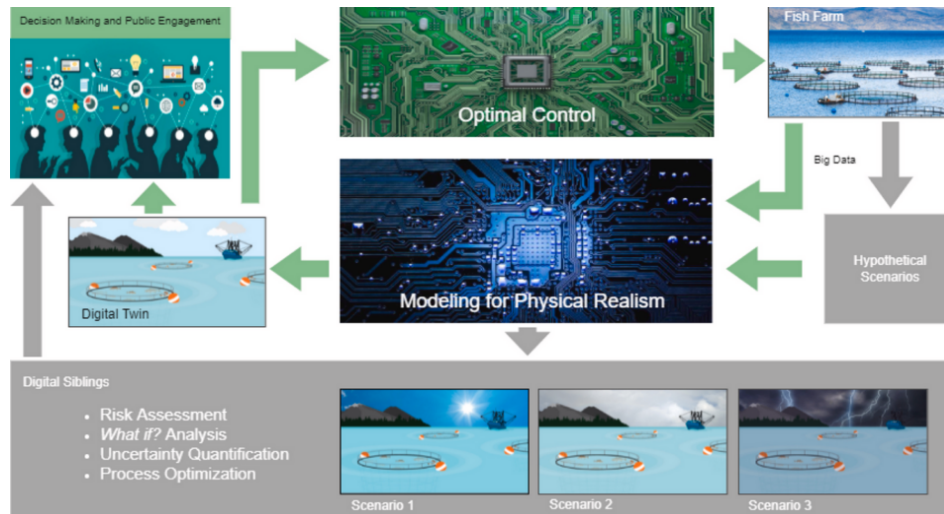 Decision Making and Public Engagement
Optimal Control
Fish Farm
Big Data
Hypothetical
Scenarios
Modeling for Physical Realism
Digital Twin
Digital Siblings
• Risk Assessment
• What if? Analysis
• Uncertainty Quantification
• Process Optimization
Scenario 1
Scenario 2
Scenario 3